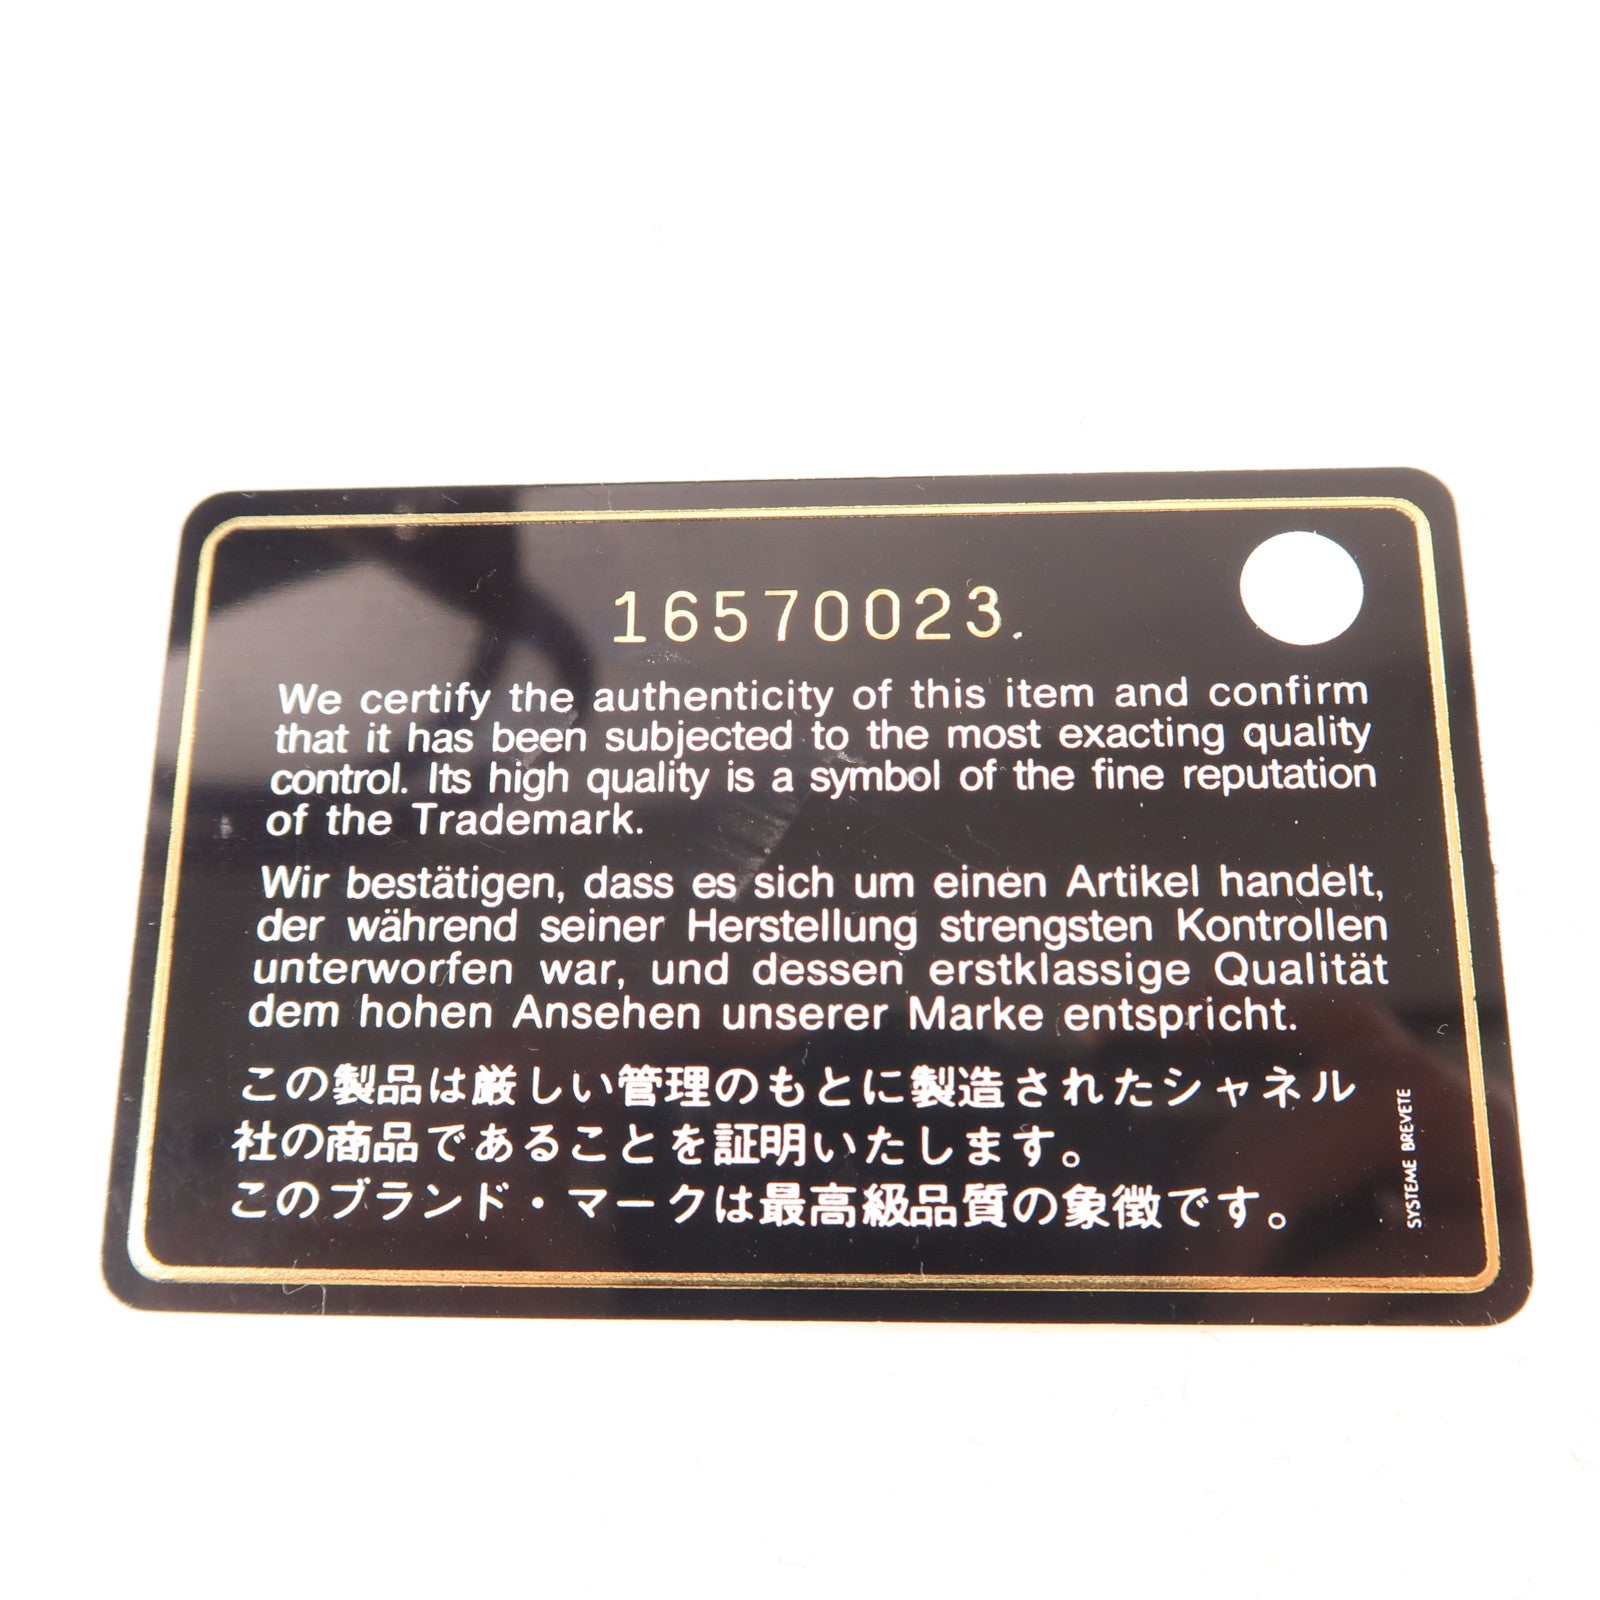 16570023.
We certify the authenticity of this item and confirm
that it has been subjected to the most exacting quality
control. Its high quality is a symbol of the fine reputation
of the Trademark.
Wir bestätigen, dass es sich um einen Artikel handelt,
der während seiner Herstellung strengsten Kontrollen
unterworfen war, und dessen erstklassige Qualität
dem hohen Ansehen unserer Marke entspricht.
この製品は厳しい管理のもとに製造されたシャネル
社の商品であることを証明いたします。
このブランド・マークは最高級品質の象徴です。
SYSTEME BREVETE